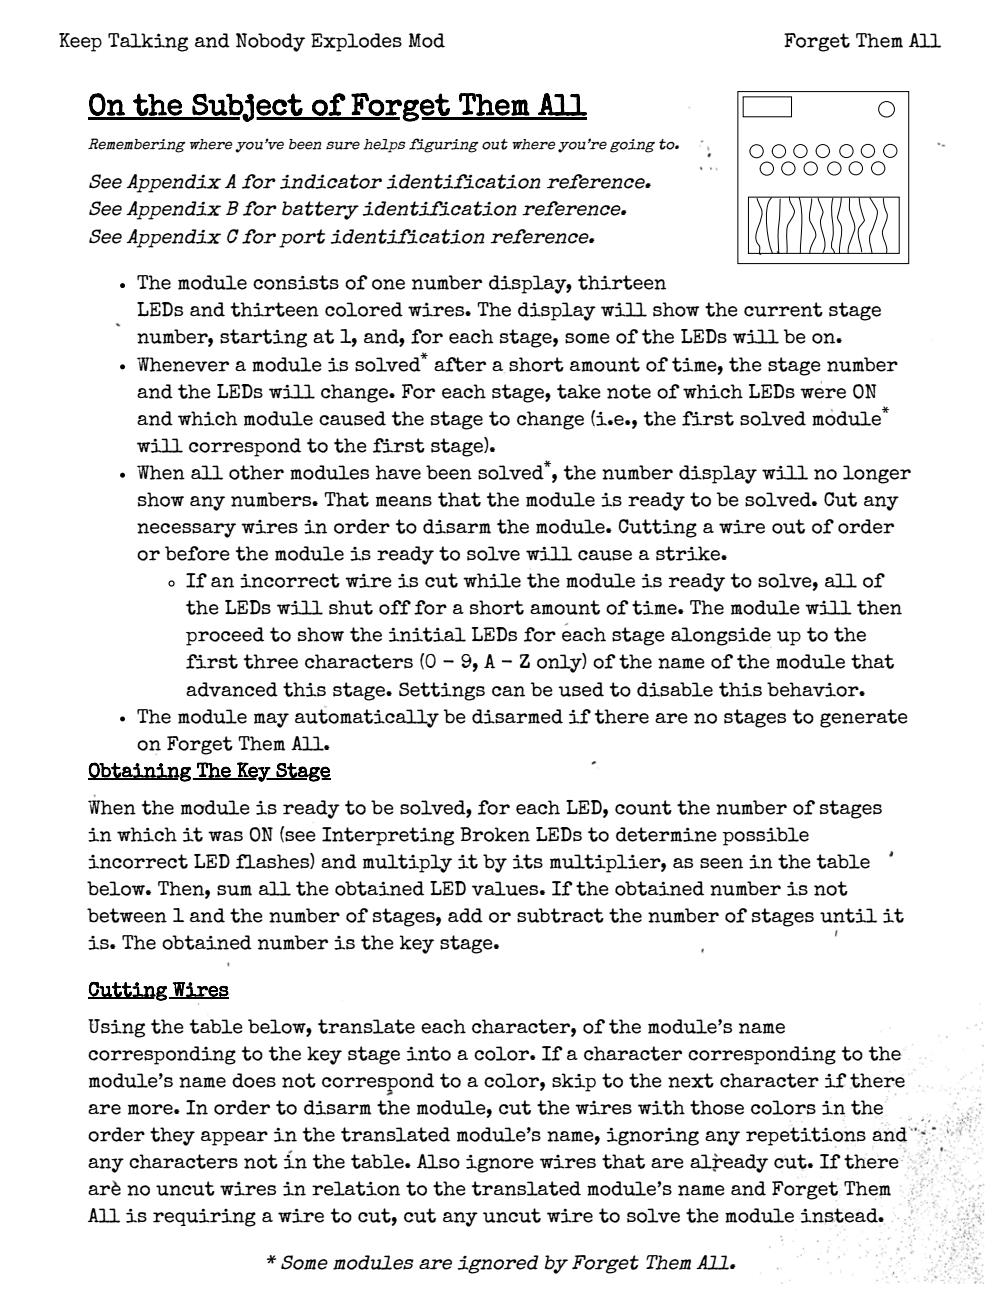 Keep Talking and Nobody Explodes Mod
Forget Them All
On the Subject of Forget Them All
Remembering where you've been sure helps figuring out where you're going to.
See Appendix A for indicator identification reference.
See Appendix B for battery identification reference.
See Appendix C for port identification reference.
• The module consists of one number display, thirteen
LEDs and thirteen colored wires. The display will show the current stage
number, starting at 1, and, for each stage, some of the LEDs will be on.
• Whenever a module is solved* after a short amount of time, the stage number
and the LEDs will change. For each stage, take note of which LEDs were ON
and which module caused the stage to change (i.e., the first solved module*
will correspond to the first stage).
• When all other modules have been solved*, the number display will no longer
show any numbers. That means that the module is ready to be solved. Cut any
necessary wires in order to disarm the module. Cutting a wire out of order
or before the module is ready to solve will cause a strike.
◦ If an incorrect wire is cut while the module is ready to solve, all of
the LEDs will shut off for a short amount of time. The module will then
proceed to show the initial LEDs for each stage alongside up to the
first three characters (0 – 9, A – Z only) of the name of the module that
advanced this stage. Settings can be used to disable this behavior.
• The module may automatically be disarmed if there are no stages to generate
on Forget Them All.
Obtaining The Key Stage
When the module is ready to be solved, for each LED, count the number of stages
in which it was ON (see Interpreting Broken LEDs to determine possible
incorrect LED flashes) and multiply it by its multiplier, as seen in the table
below. Then, sum all the obtained LED values. If the obtained number is not
between 1 and the number of stages, add or subtract the number of stages until it
is. The obtained number is the key stage.
Cutting Wires
Using the table below, translate each character, of the module's name
corresponding to the key stage into a color. If a character corresponding to the
module's name does not correspond to a color, skip to the next character if there
are more. In order to disarm the module, cut the wires with those colors in the
order they appear in the translated module's name, ignoring any repetitions and
any characters not in the table. Also ignore wires that are already cut. If there
are no uncut wires in relation to the translated module's name and Forget Them
All is requiring a wire to cut, cut any uncut wire to solve the module instead.
* Some modules are ignored by Forget Them All.